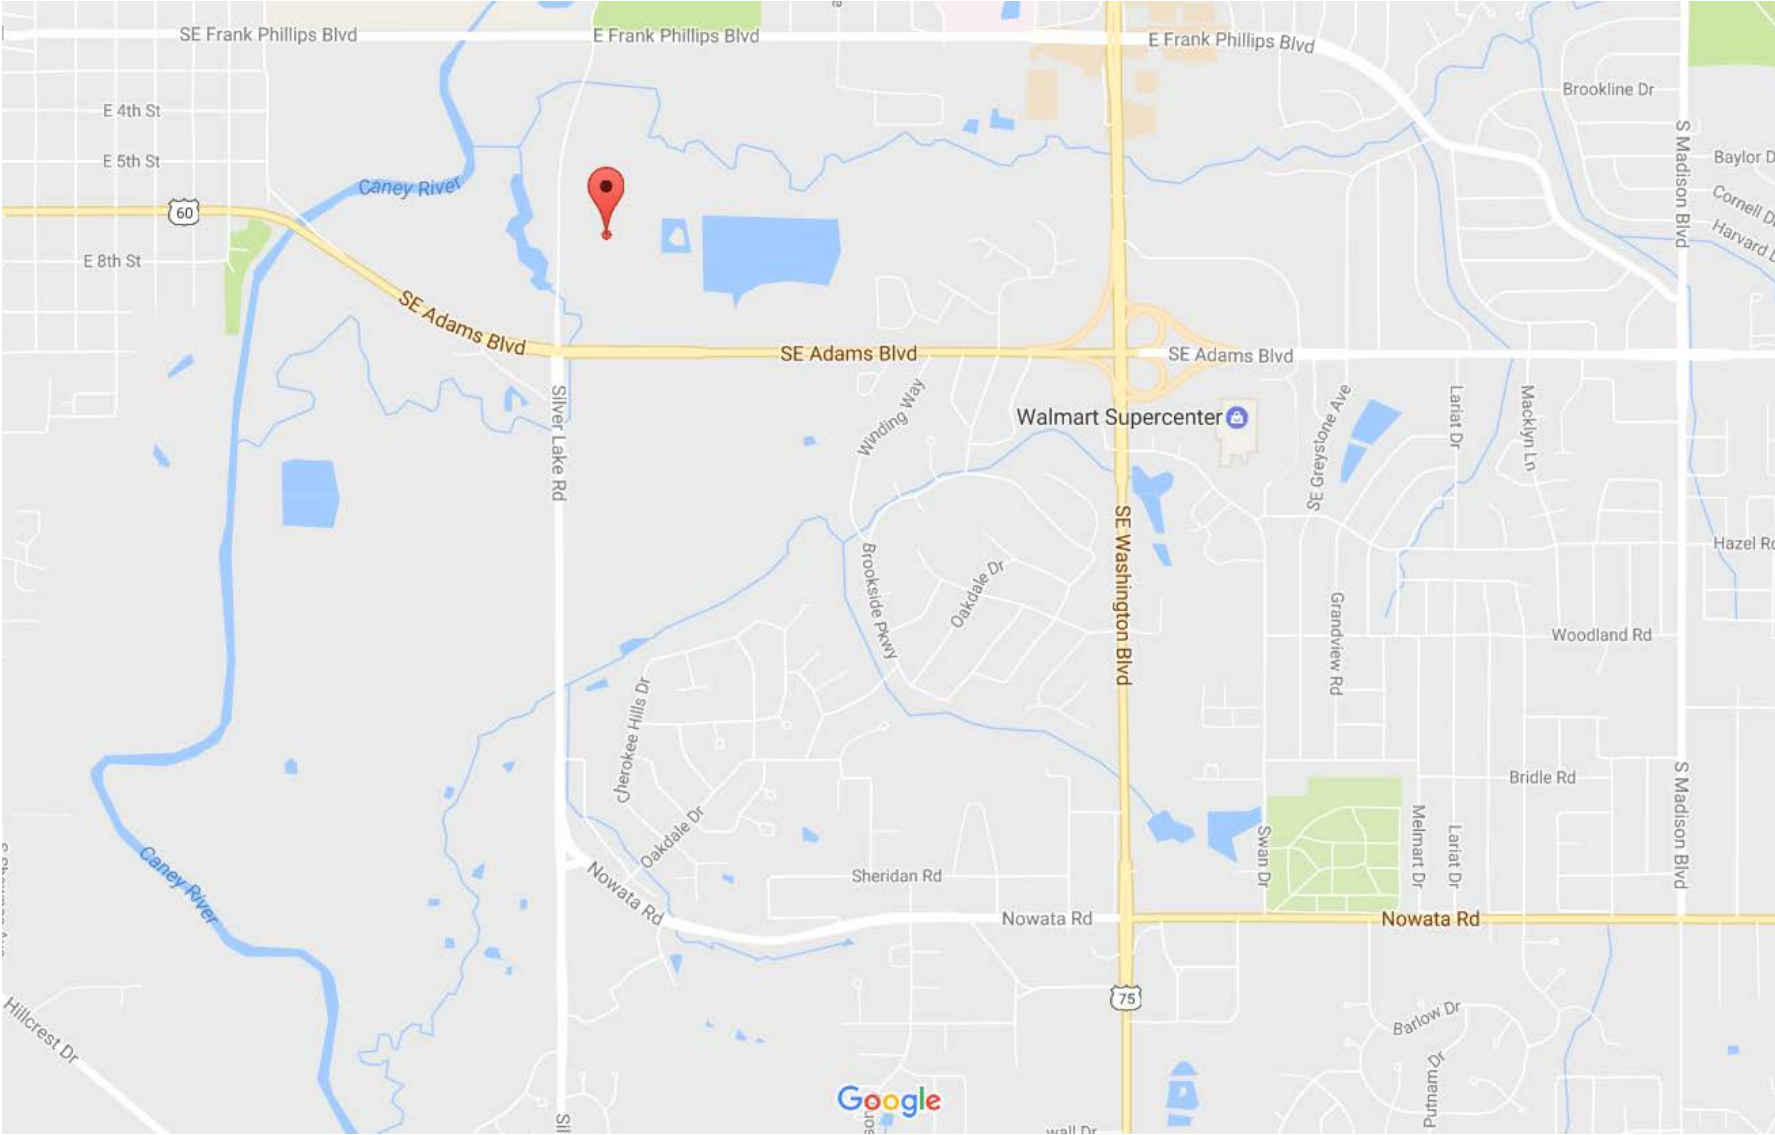 SE Frank Phillips Blvd
E Frank Phillips Blvd
E Frank Phillips Blvd
Brookline Dr
E 4th St
S Madison Blvd
E 5th St
Baylor D
Caney River
Cornell D
60
Harvard
E 8th St
SE Adams Blvd
SE Adams Blvd
SE Adams Blvd
Silver Lake Rd
Winding Way
Walmart Supercenter
SE Greystone Ave
Lariat Dr
Macklyn Ln
SE Washington Blvd
Hazel Rd
Brookside Pkwy
Oakdale Dr
Grandview Rd
Woodland Rd
Cherokee Hills Dr
Bridle Rd
S Madison Blvd
Oakdale Dr
Melmart Dr
Lariat Dr
Swan Dr
Caney River
Sheridan Rd
Nowata Rd
Nowata Rd
Nowata Rd
75
Hillcrest Dr
Barlow Dr
Putnam Dr
Google
Sil
wall Dr